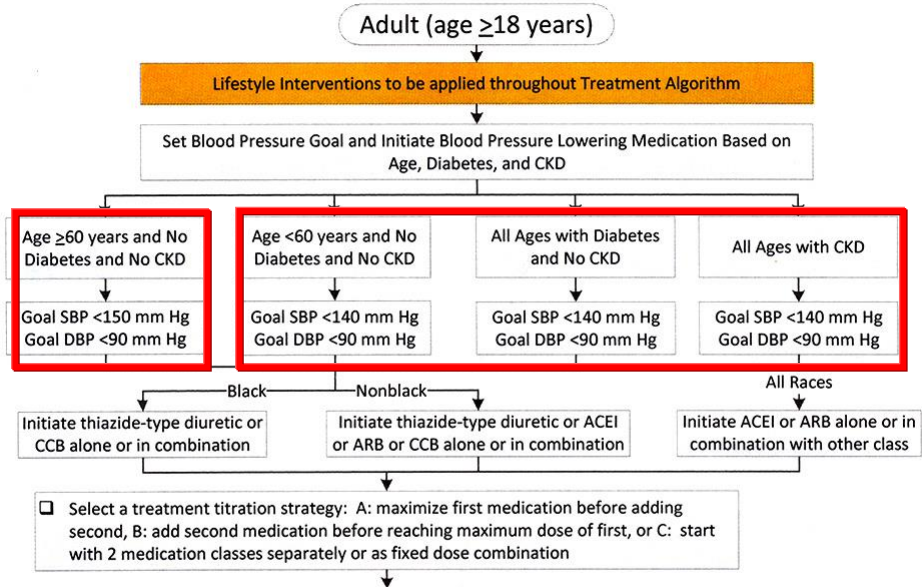 Adult (age ≥18 years)
Lifestyle Interventions to be applied throughout Treatment Algorithm
Set Blood Pressure Goal and Initiate Blood Pressure Lowering Medication Based on
Age, Diabetes, and CKD
Age ≥60 years and No
Diabetes and No CKD
Age <60 years and No
Diabetes and No CKD
All Ages with Diabetes
and No CKD
All Ages with CKD
Goal SBP <150 mm Hg
Goal DBP <90 mm Hg
Goal SBP <140 mm Hg
Goal DBP <90 mm Hg
Goal SBP <140 mm Hg
Goal DBP <90 mm Hg
Goal SBP <140 mm Hg
Goal DBP <90 mm Hg
Black
Nonblack
All Races
Initiate thiazide-type diuretic or
CCB alone or in combination
Initiate thiazide-type diuretic or ACEI
or ARB or CCB alone or in combination
Initiate ACEI or ARB alone or in
combination with other class
❑ Select a treatment titration strategy: A: maximize first medication before adding
second, B: add second medication before reaching maximum dose of first, or C: start
with 2 medication classes separately or as fixed dose combination